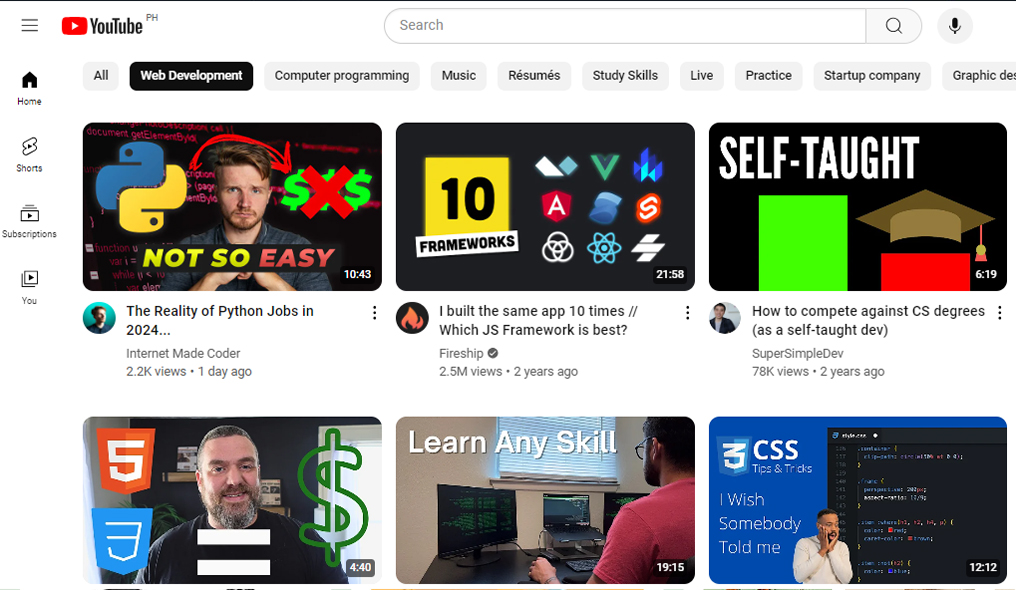 YouTube PH
Search
All
Web Development
Computer programming
Music
Résumés
Study Skills
Live
Practice
Startup company
Graphic des
Home
Shorts
Subscriptions
You
$$$
NOT SO EASY
10:43
10
FRAMEWORKS
21:58
SELF-TAUGHT
6:19
The Reality of Python Jobs in
2024...
Internet Made Coder
2.2K views • 1 day ago
I built the same app 10 times //
Which JS Framework is best?
Fireship
2.5M views • 2 years ago
How to compete against CS degrees
(as a self-taught dev)
SuperSimpleDev
78K views • 2 years ago
5
3
$
4:40
Learn Any Skill
19:15
3
CSS
Tips & Tricks
I Wish
Somebody
Told me
style.css
12:12